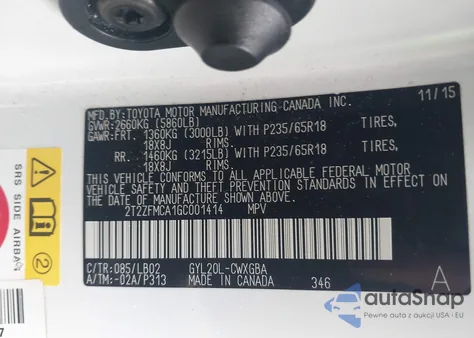 MFD.BY: TOYOTA MOTOR MANUFACTURING CANADA INC. 11/15
GVWR: 2660KG (5860LB)
GAWR: FRT. 1360KG (3000LB) WITH P235/65R18 TIRES,
18X8J RIMS.
RR. 1460KG (3215LB) WITH P235/65R18 TIRES,
18X8J RIMS.
THIS VEHICLE CONFORMS TO ALL APPLICABLE FEDERAL MOTOR
VEHICLE SAFETY AND THEFT PREVENTION STANDARDS IN EFFECT ON
THE DATE OF MANUFACTURE SHOWN ABOVE.
2T2ZFMCA1GC001414 MPV
C/TR: 085/LB02 GYL20L-CWXGBA
A/TM: -02A/P313 MADE IN CANADA 346 A
SRS SIDE AIRBAG
2
7
autoAstap
Pewne auta z aukcji USA i EU